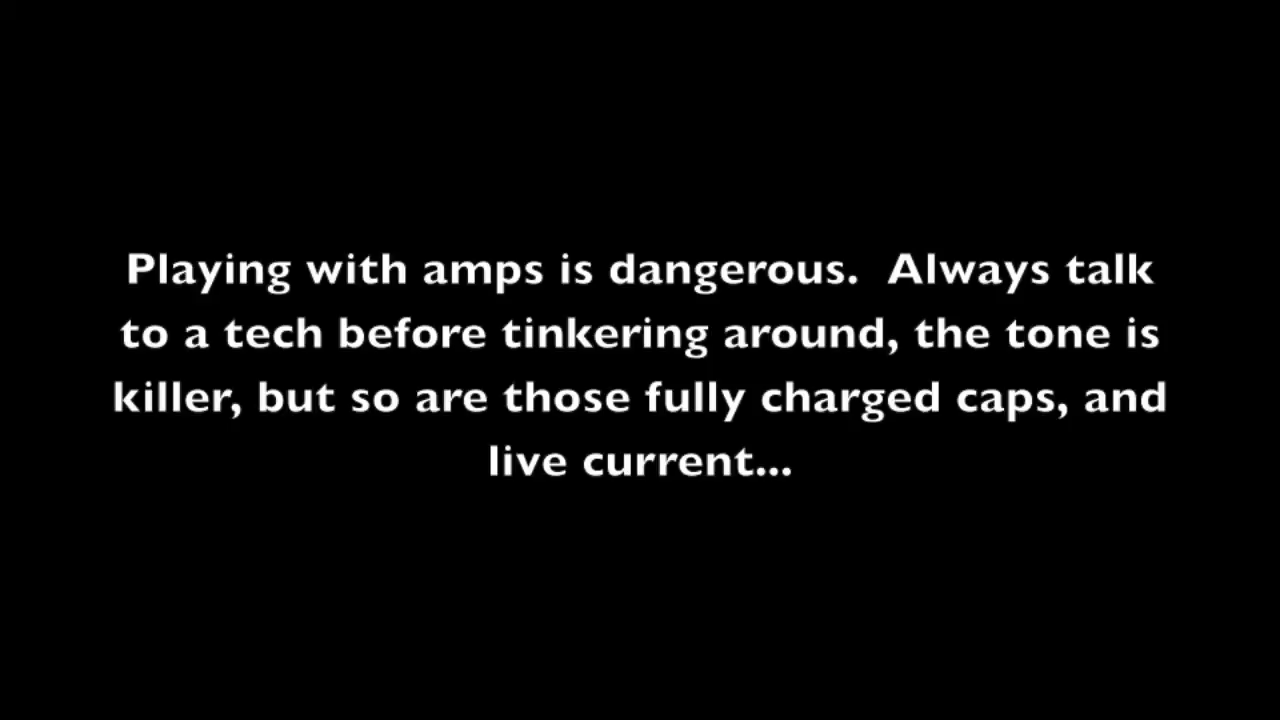 Playing with amps is dangerous.  Always talk
to a tech before tinkering around, the tone is
killer, but so are those fully charged caps, and
live current...